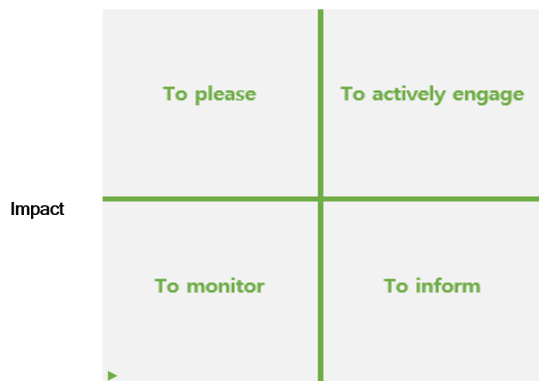 To please
To actively engage
Impact
To monitor
To inform